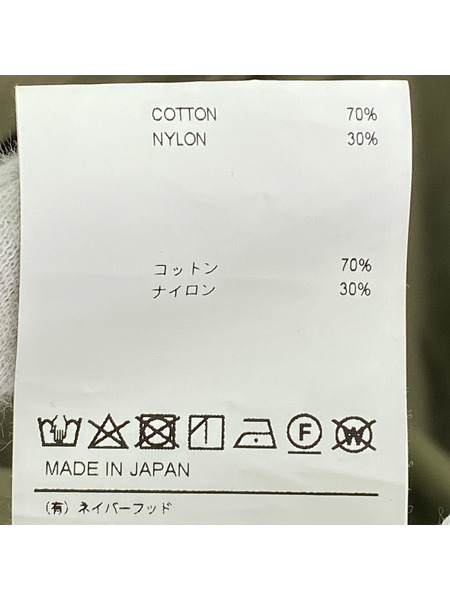 COTTON 70%
NYLON 30%
コットン 70%
ナイロン 30%
F W
MADE IN JAPAN
(有) ネイバーフッド